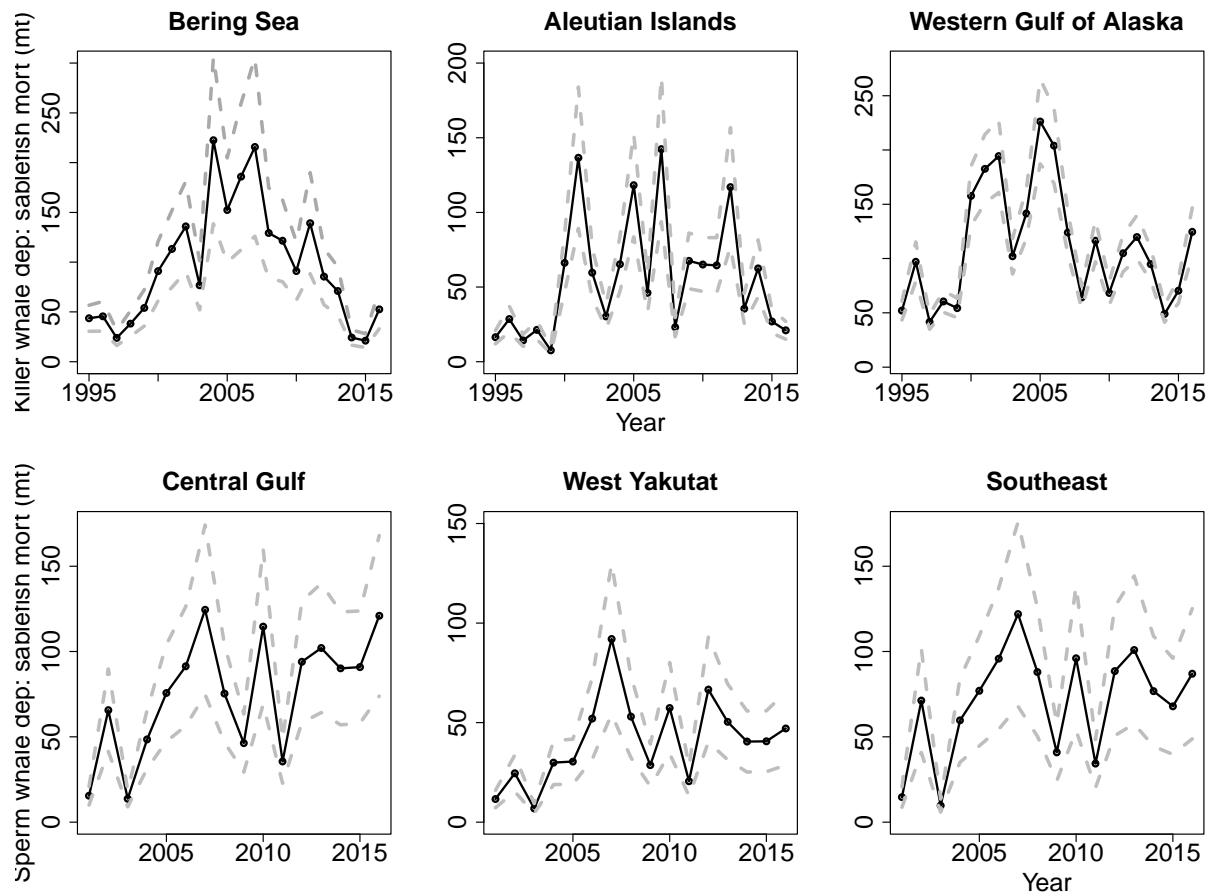 Bering Sea
Aleutian Islands
Western Gulf of Alaska
Killer whale dep: sablefish mort (mt)
0 50 150 250
1995 2005 2015
0 50 100 150 200
1995 2005 2015
Year
0 50 150 250
1995 2005 2015
Central Gulf
West Yakutat
Southeast
Sperm whale dep: sablefish mort (mt)
0 50 100 150
2005 2010 2015
0 50 100 150
2005 2010 2015
0 50 100 150
2005 2010 2015
Year